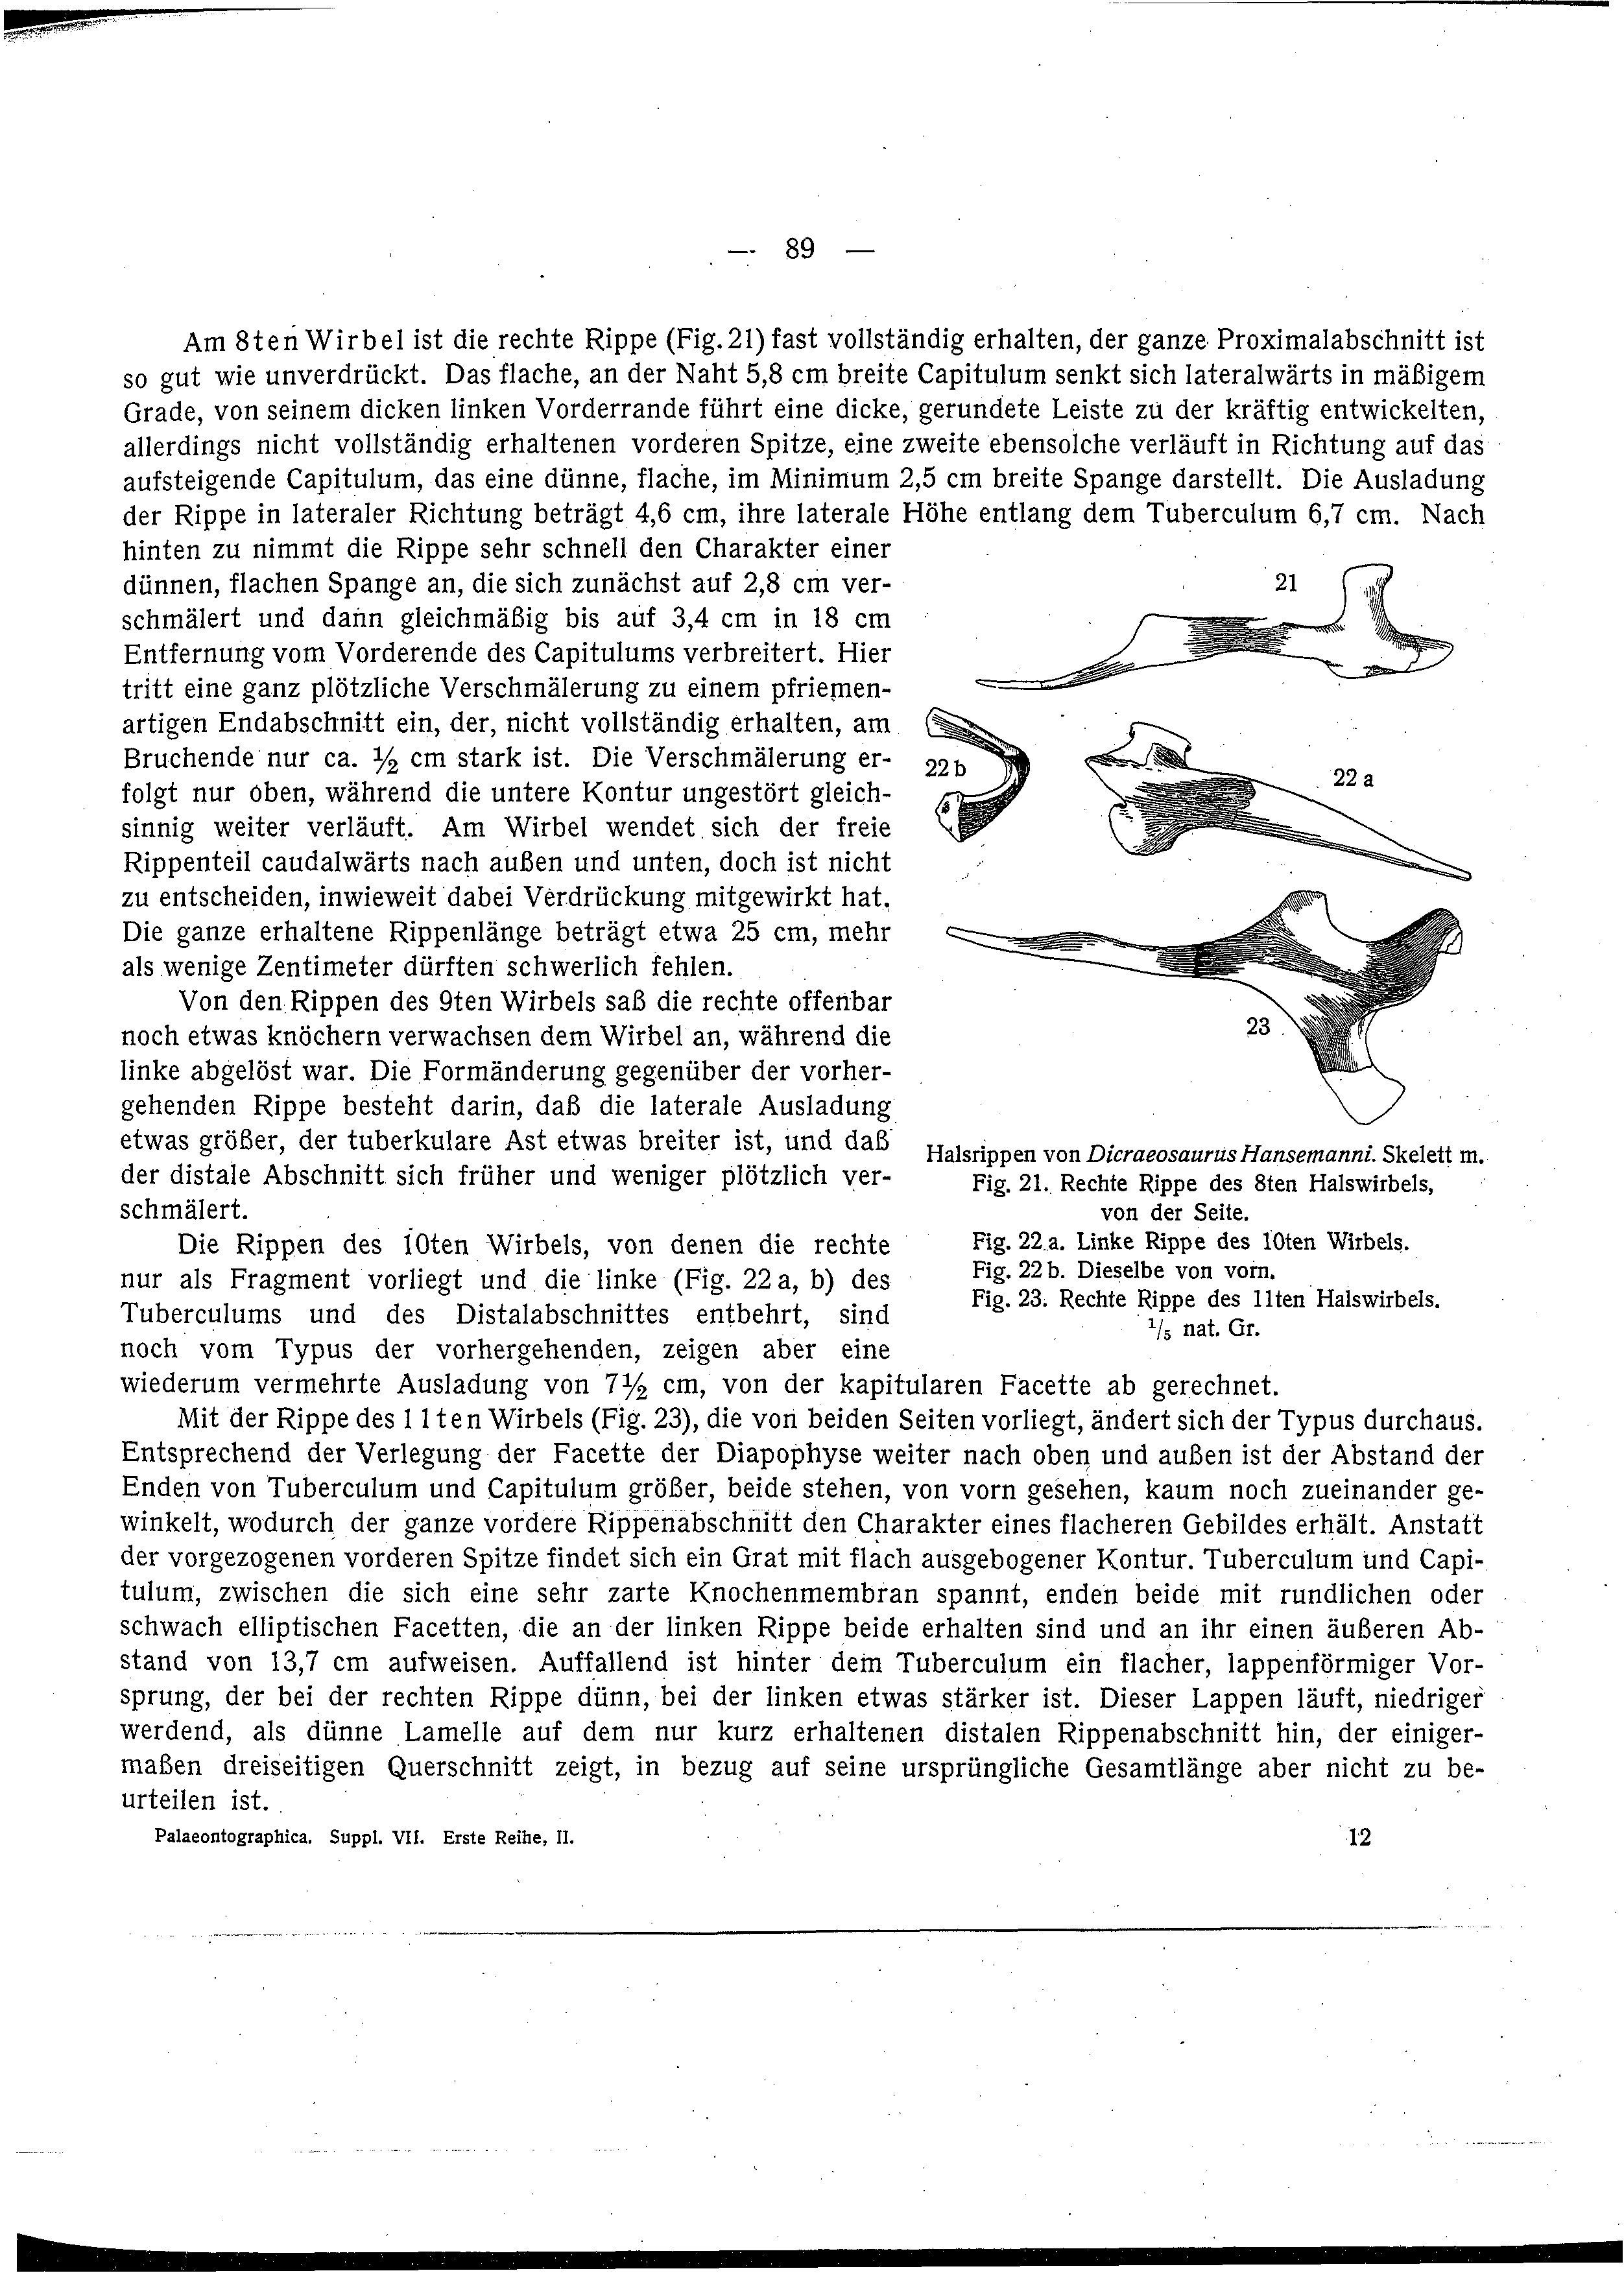 — 89 —
Am 8ten Wirbel ist die rechte Rippe (Fig. 21) fast vollständig erhalten, der ganze Proximalabschnitt ist
so gut wie unverdrückt. Das flache, an der Naht 5,8 cm breite Capitulum senkt sich lateralwärts in mäßigem
Grade, von seinem dicken linken Vorderrande führt eine dicke, gerundete Leiste zu der kräftig entwickelten,
allerdings nicht vollständig erhaltenen vorderen Spitze, eine zweite ebensolche verläuft in Richtung auf das
aufsteigende Capitulum, das eine dünne, flache, im Minimum 2,5 cm breite Spange darstellt. Die Ausladung
der Rippe in lateraler Richtung beträgt 4,6 cm, ihre laterale Höhe entlang dem Tuberculum 6,7 cm. Nach
hinten zu nimmt die Rippe sehr schnell den Charakter einer
dünnen, flachen Spange an, die sich zunächst auf 2,8 cm ver-
schmälert und dann gleichmäßig bis auf 3,4 cm in 18 cm
Entfernung vom Vorderende des Capitulums verbreitert. Hier
tritt eine ganz plötzliche Verschmälerung zu einem pfriemen-
artigen Endabschnitt ein, der, nicht vollständig erhalten, am
Bruchende nur ca. ½ cm stark ist. Die Verschmälerung er-
folgt nur oben, während die untere Kontur ungestört gleich-
sinnig weiter verläuft. Am Wirbel wendet sich der freie
Rippenteil caudalwärts nach außen und unten, doch ist nicht
zu entscheiden, inwieweit dabei Verdrückung mitgewirkt hat.
Die ganze erhaltene Rippenlänge beträgt etwa 25 cm, mehr
als wenige Zentimeter dürften schwerlich fehlen.
Von den Rippen des 9ten Wirbels saß die rechte offenbar
noch etwas knöchern verwachsen dem Wirbel an, während die
linke abgelöst war. Die Formänderung gegenüber der vorher-
gehenden Rippe besteht darin, daß die laterale Ausladung
etwas größer, der tuberkulare Ast etwas breiter ist, und daß
der distale Abschnitt sich früher und weniger plötzlich ver-
schmälert.
Die Rippen des 10ten Wirbels, von denen die rechte
nur als Fragment vorliegt und die linke (Fig. 22 a, b) des
Tuberculums und des Distalabschnittes entbehrt, sind
noch vom Typus der vorhergehenden, zeigen aber eine
21
22 b
22 a
23
Halsrippen von Dicraeosaurus Hansemanni. Skelett m.
Fig. 21. Rechte Rippe des 8ten Halswirbels,
von der Seite.
Fig. 22 a. Linke Rippe des 10ten Wirbels.
Fig. 22 b. Dieselbe von vorn.
Fig. 23. Rechte Rippe des 11ten Halswirbels.
1/5 nat. Gr.
wiederum vermehrte Ausladung von 7½ cm, von der kapitularen Facette ab gerechnet.
Mit der Rippe des 11ten Wirbels (Fig. 23), die von beiden Seiten vorliegt, ändert sich der Typus durchaus.
Entsprechend der Verlegung der Facette der Diapophyse weiter nach oben und außen ist der Abstand der
Enden von Tuberculum und Capitulum größer, beide stehen, von vorn gesehen, kaum noch zueinander ge-
winkelt, wodurch der ganze vordere Rippenabschnitt den Charakter eines flacheren Gebildes erhält. Anstatt
der vorgezogenen vorderen Spitze findet sich ein Grat mit flach ausgebogener Kontur. Tuberculum und Capi-
tulum, zwischen die sich eine sehr zarte Knochenmembran spannt, enden beide mit rundlichen oder
schwach elliptischen Facetten, die an der linken Rippe beide erhalten sind und an ihr einen äußeren Ab-
stand von 13,7 cm aufweisen. Auffallend ist hinter dem Tuberculum ein flacher, lappenförmiger Vor-
sprung, der bei der rechten Rippe dünn, bei der linken etwas stärker ist. Dieser Lappen läuft, niedriger
werdend, als dünne Lamelle auf dem nur kurz erhaltenen distalen Rippenabschnitt hin, der einiger-
maßen dreiseitigen Querschnitt zeigt, in bezug auf seine ursprüngliche Gesamtlänge aber nicht zu be-
urteilen ist.
Palaeontographica. Suppl. VII. Erste Reihe, II.
12